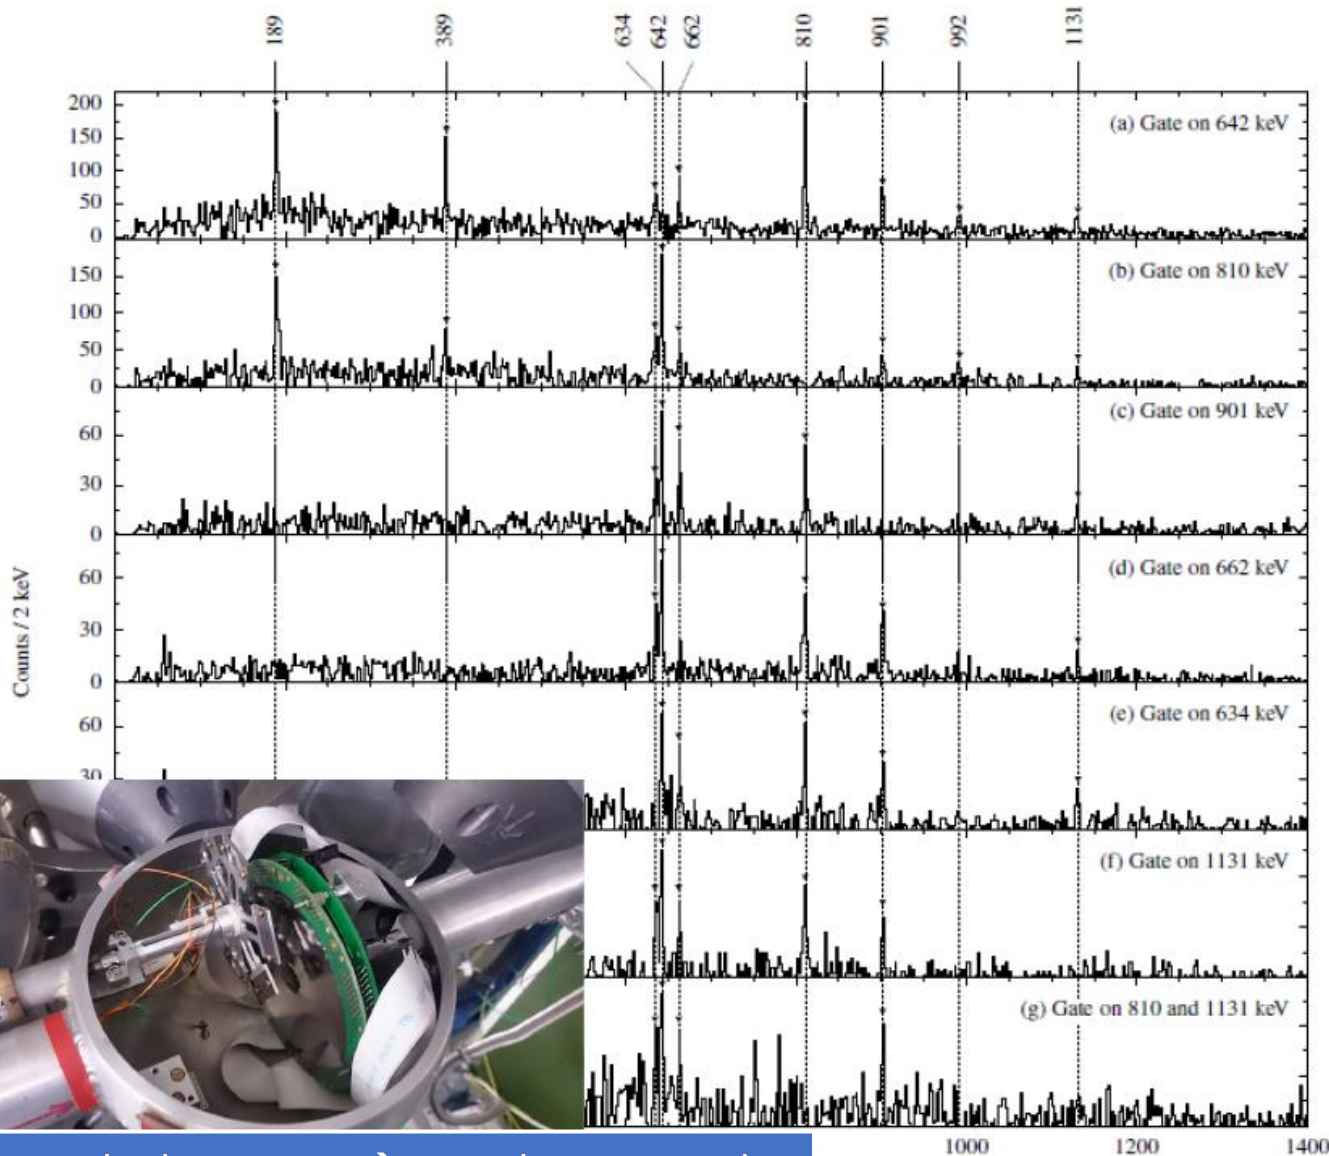 189 389 634 642 662 810 901 992 1131
(a) Gate on 642 keV
200
150
100
50
0
(b) Gate on 810 keV
150
100
50
0
(c) Gate on 901 keV
60
30
0
(d) Gate on 662 keV
60
30
0
(e) Gate on 634 keV
60
30
(f) Gate on 1131 keV
(g) Gate on 810 and 1131 keV
Counts / 2 keV
1000 1200 1400